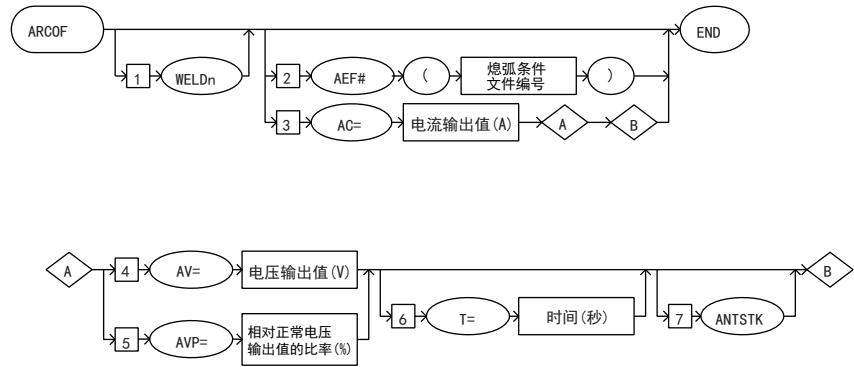 ARCOF
END
1
WELDn
2
AEF#
(
熄弧条件
文件编号
)
3
AC=
电流输出值(A)
A
B
A
4
AV=
电压输出值(V)
B
5
AVP=
相对正常电压
输出值的比率(%)
6
T=
时间(秒)
7
ANTSTK